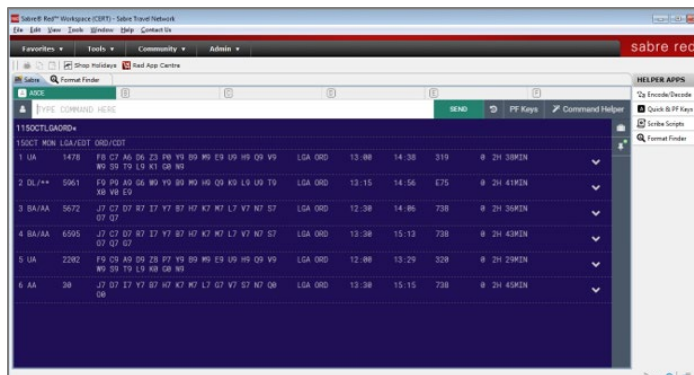 Sabre® Red™ Workspace (CERT) - Sabre Travel Network
File Edit View Tools Window Help Contact Us
Favorites Tools Community Admin
sabre red
Shop Holidays Red App Centre
Sabre Format Finder
HELPER APPS
A
B
C
D
E
F
Encode/Decode
TYPE COMMAND HERE
SEND
PF Keys
Command Helper
Quick & PF Keys
Scribe Scripts
Format Finder
115OCTLGAORD«
15OCT MON LGA/EDT ORD/CDT
1 UA 1478 F8 C7 A6 D6 Z3 P0 Y9 B9 M9 E9 U9 H9 Q9 V9 LGA ORD 13:00 14:38 319 0 2H 38MIN
W9 S9 T9 L9 K1 G0 N9
2 DL/** 5961 F9 P9 A9 G6 W9 Y9 B9 M9 H9 Q9 K9 L9 U9 T9 LGA ORD 13:15 14:56 E75 0 2H 41MIN
X0 V0 E9
3 BA/AA 5672 J7 C7 D7 R7 I7 Y7 B7 H7 K7 M7 L7 V7 N7 S7 LGA ORD 12:30 14:06 738 0 2H 36MIN
O7 Q7
4 BA/AA 6595 J7 C7 D7 R7 I7 Y7 B7 H7 K7 M7 L7 V7 N7 S7 LGA ORD 13:30 15:13 738 0 2H 43MIN
O7 Q7 G7
5 UA 2202 F9 C9 A9 D9 Z8 P7 Y9 B9 M9 E9 U9 H9 Q9 V9 LGA ORD 12:00 13:29 320 0 2H 29MIN
W9 S9 T9 L9 K0 G0 N9
6 AA 30 J7 D7 I7 Y7 B7 H7 K7 M7 L7 G7 V7 S7 N7 Q0 LGA ORD 13:30 15:15 738 0 2H 45MIN
O0